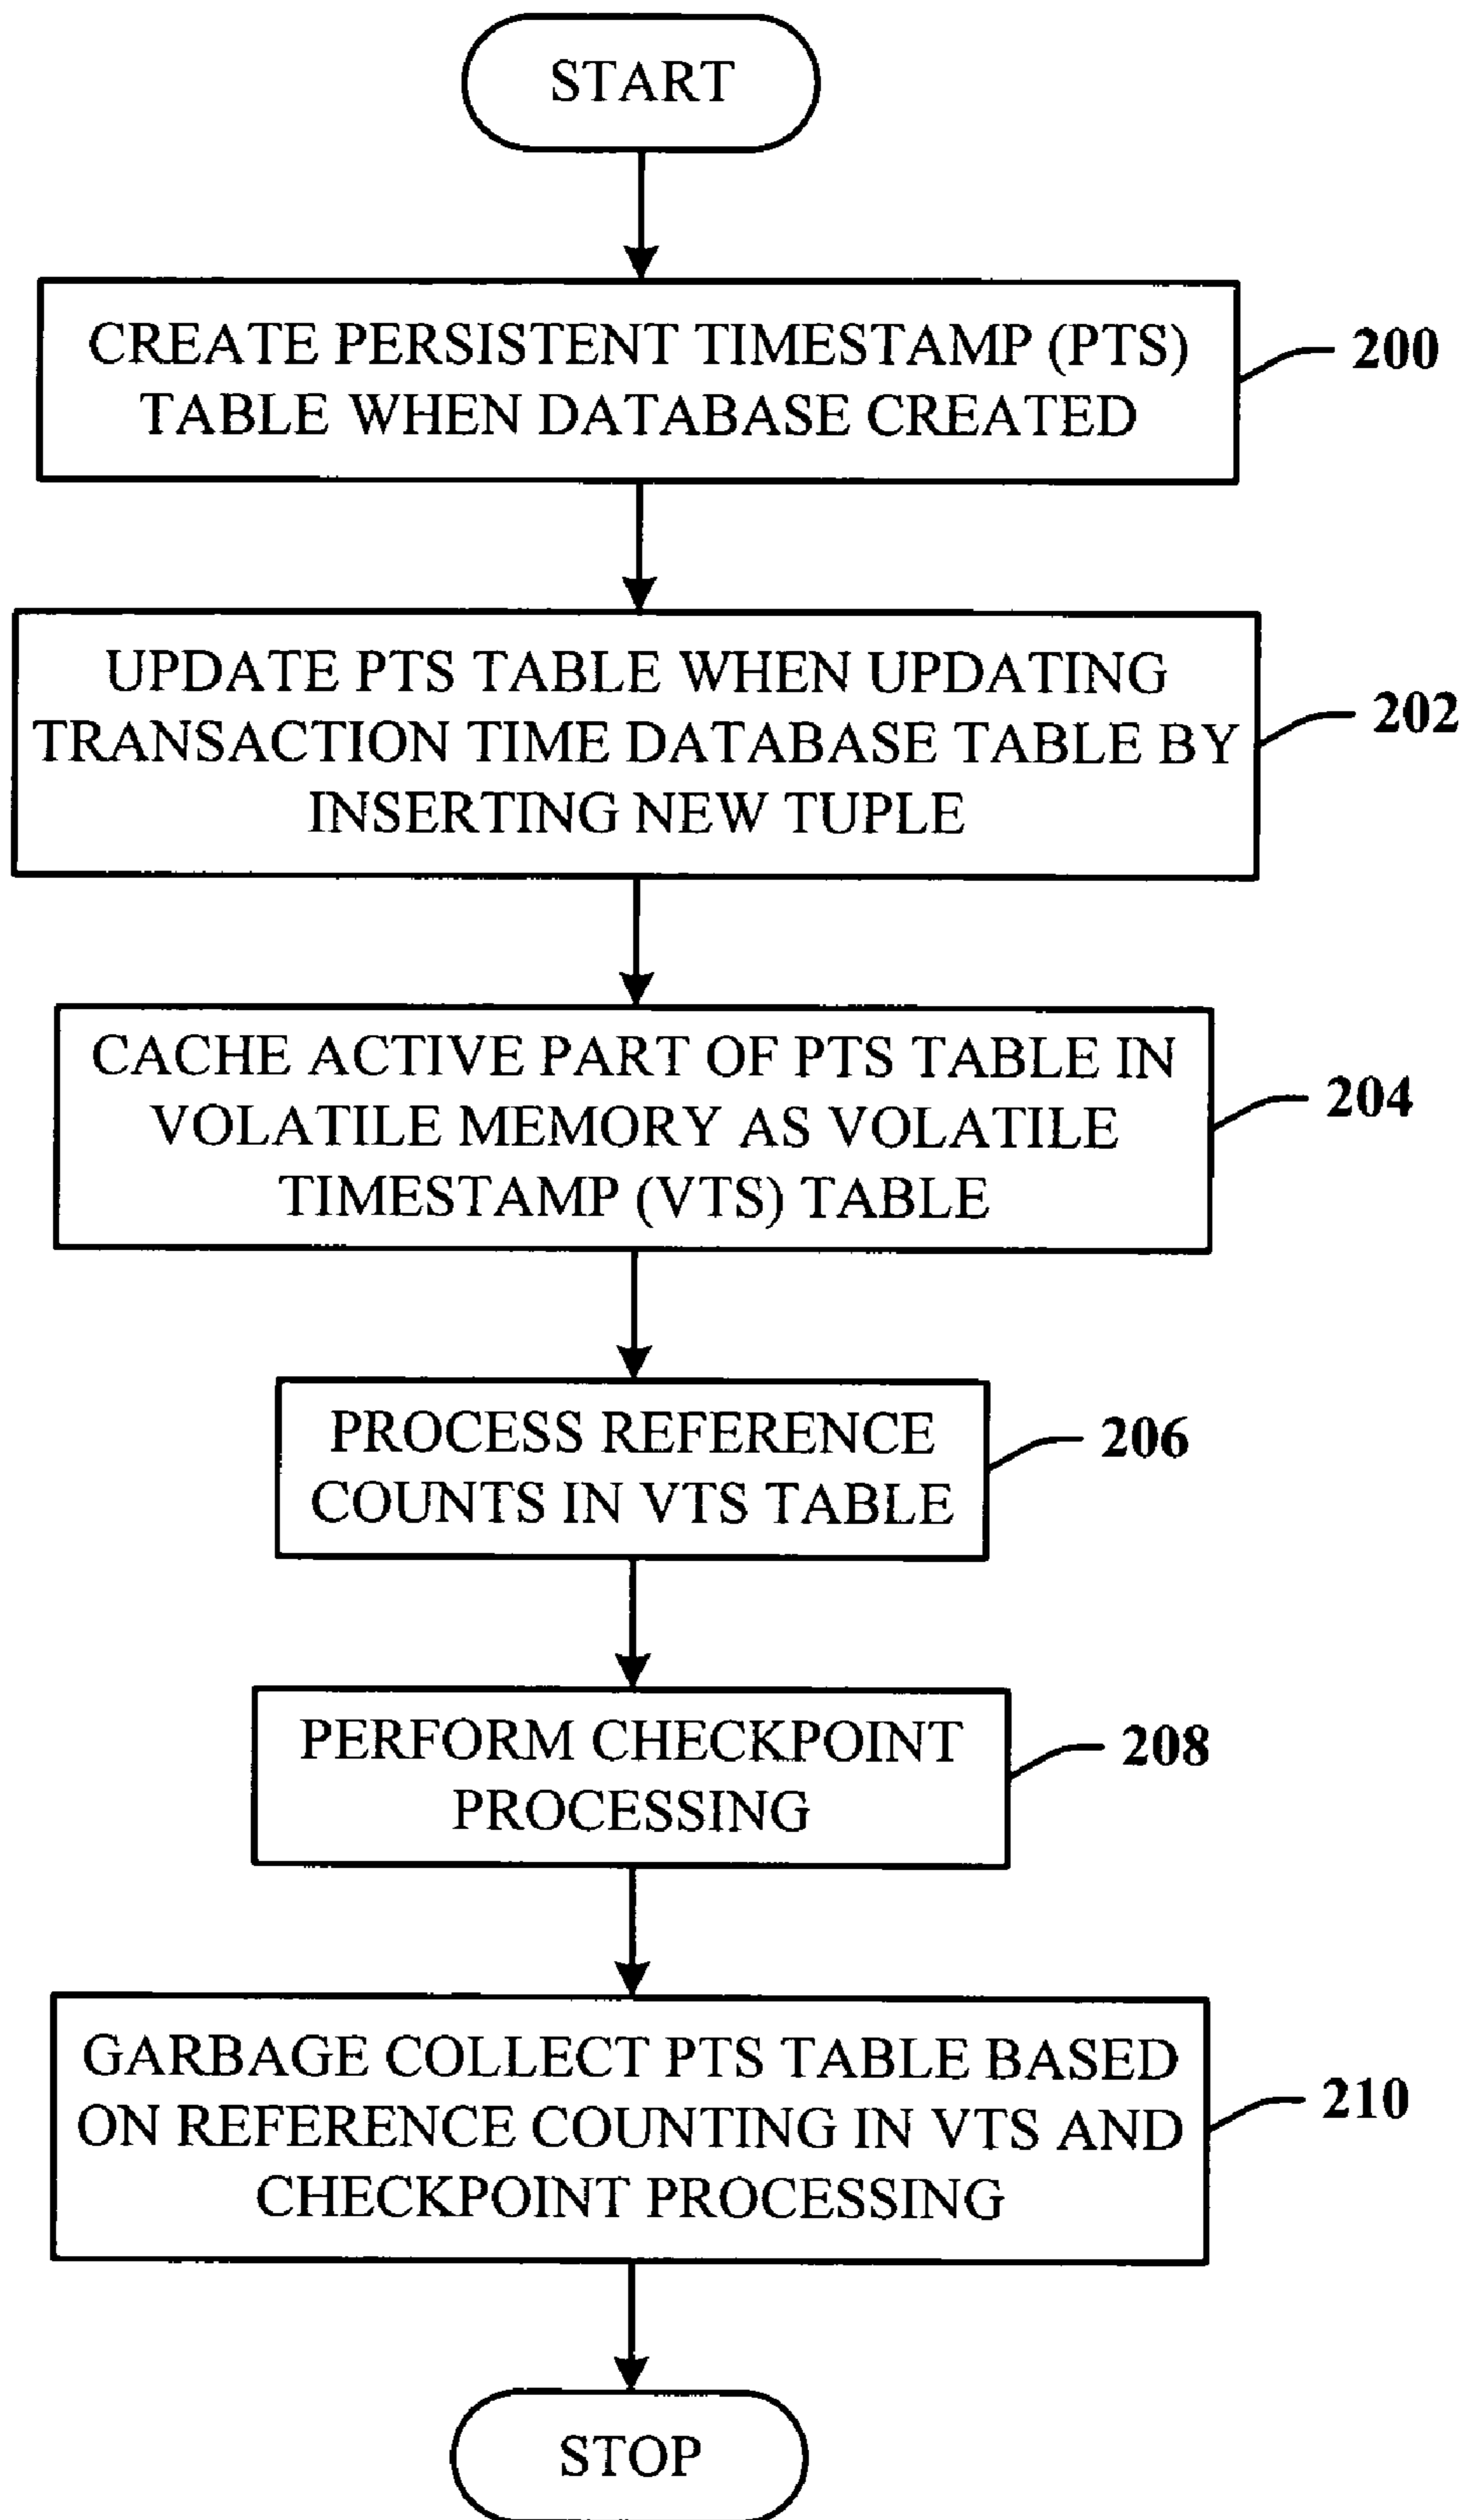 START
CREATE PERSISTENT TIMESTAMP (PTS)
TABLE WHEN DATABASE CREATED
200
UPDATE PTS TABLE WHEN UPDATING
TRANSACTION TIME DATABASE TABLE BY
INSERTING NEW TUPLE
202
CACHE ACTIVE PART OF PTS TABLE IN
VOLATILE MEMORY AS VOLATILE
TIMESTAMP (VTS) TABLE
204
PROCESS REFERENCE
COUNTS IN VTS TABLE
206
PERFORM CHECKPOINT
PROCESSING
208
GARBAGE COLLECT PTS TABLE BASED
ON REFERENCE COUNTING IN VTS AND
CHECKPOINT PROCESSING
210
STOP